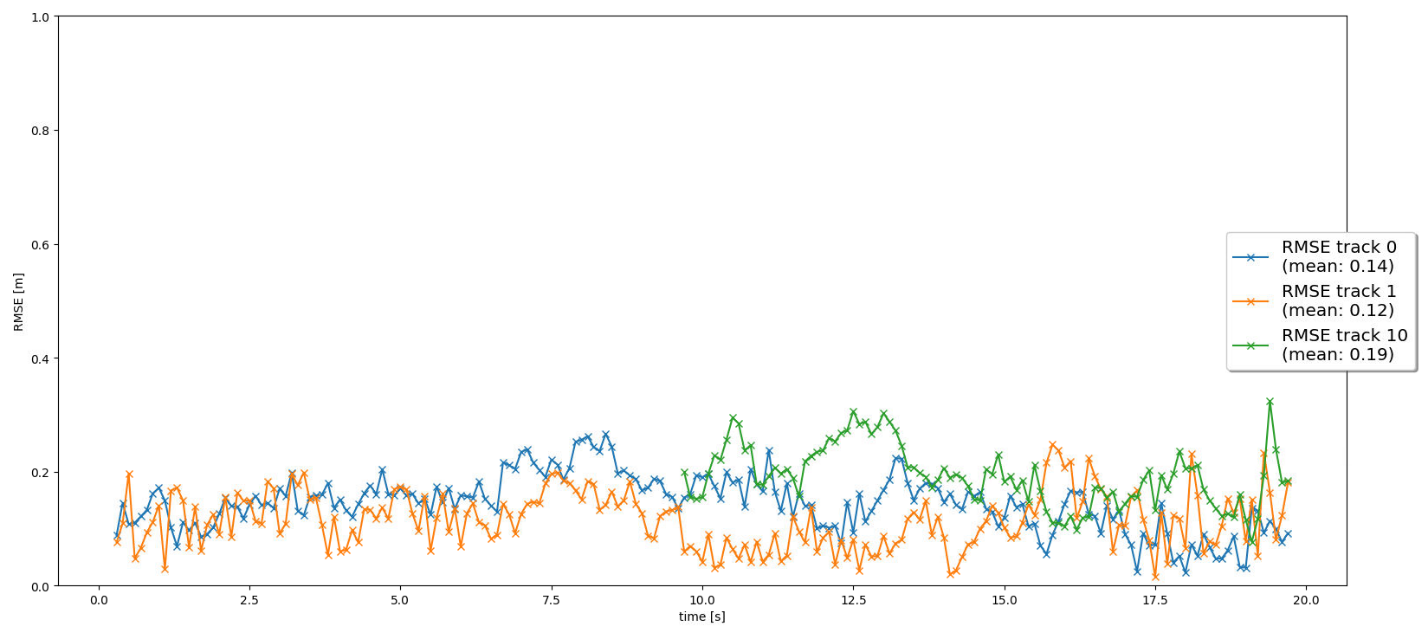 1.0
0.8
0.6
0.4
0.2
0.0
RMSE [m]
0.0 2.5 5.0 7.5 10.0 12.5 15.0 17.5 20.0
time [s]
RMSE track 0
(mean: 0.14)
RMSE track 1
(mean: 0.12)
RMSE track 10
(mean: 0.19)